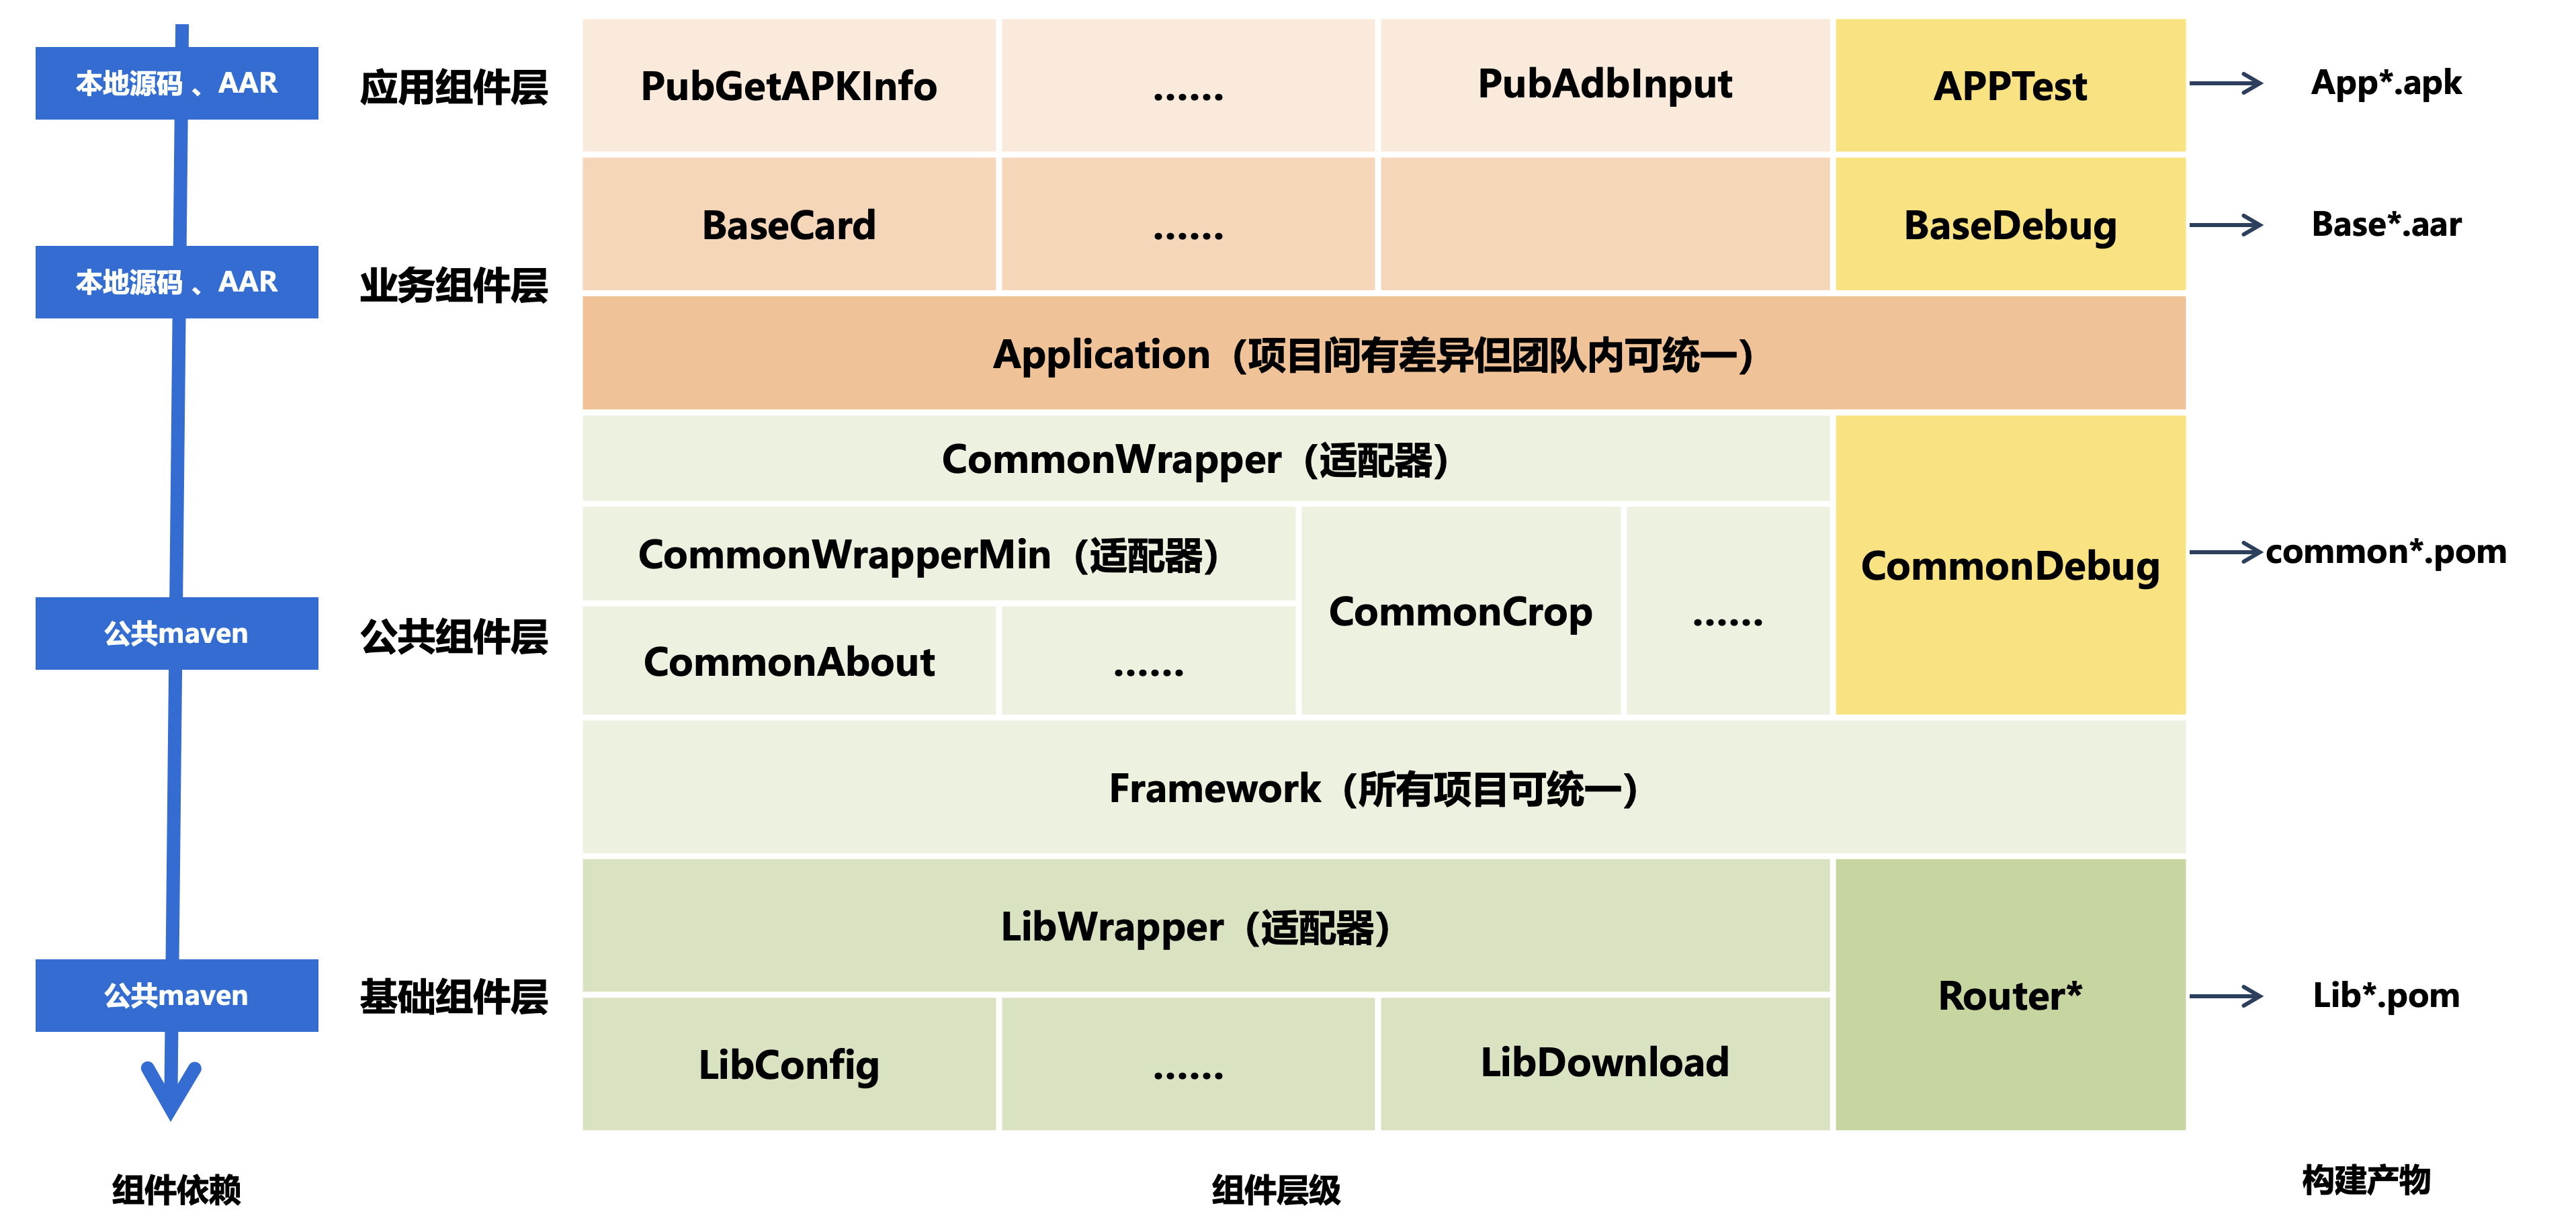 本地源码 、AAR
应用组件层
PubGetAPKInfo
......
PubAdbInput
APPTest
App*.apk
BaseCard
......
BaseDebug
Base*.aar
本地源码 、AAR
业务组件层
Application（项目间有差异但团队内可统一）
CommonWrapper（适配器）
CommonWrapperMin（适配器）
CommonCrop
......
CommonDebug
common*.pom
公共maven
公共组件层
CommonAbout
......
Framework（所有项目可统一）
LibWrapper（适配器）
Router*
Lib*.pom
公共maven
基础组件层
LibConfig
......
LibDownload
组件依赖
组件层级
构建产物